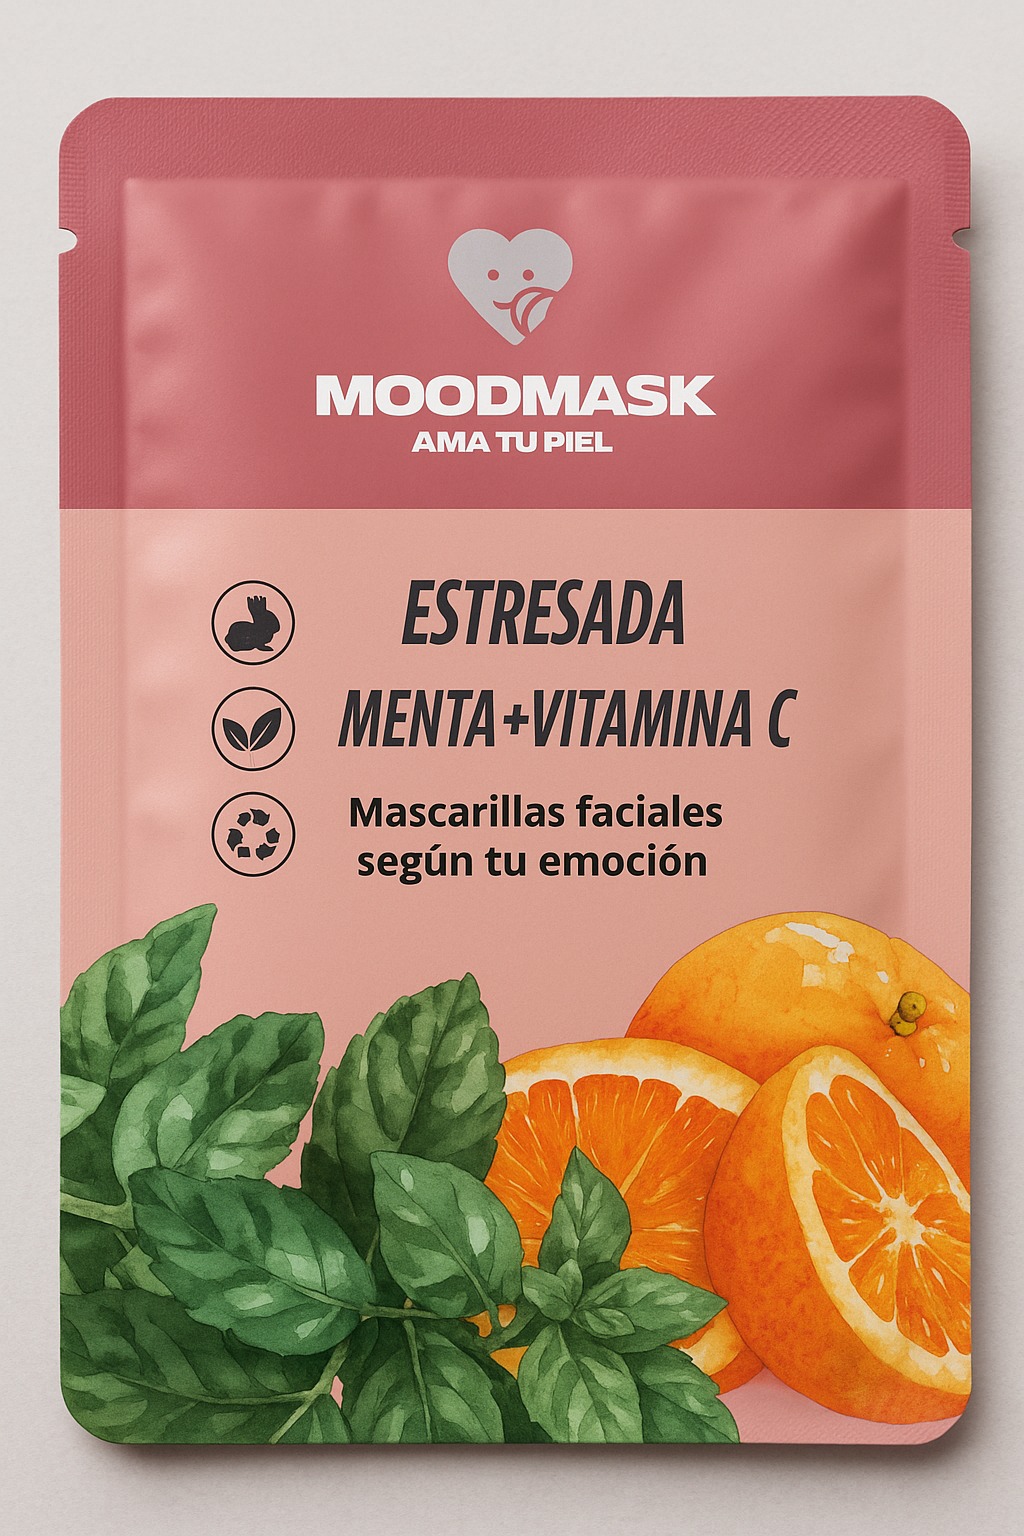 MOODMASK
AMA TU PIEL
ESTRESADA
MENTA+VITAMINA C
Mascarillas faciales
según tu emoción